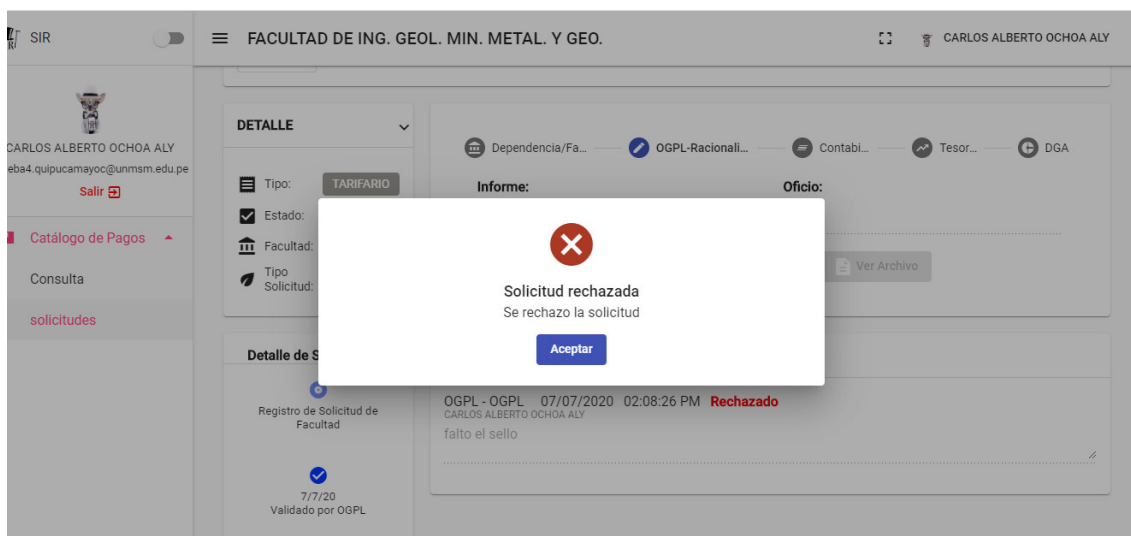 SIR
FACULTAD DE ING. GEOL. MIN. METAL. Y GEO.
CARLOS ALBERTO OCHOA ALY
CARLOS ALBERTO OCHOA ALY
eba4.quipucamayoc@unmsm.edu.pe
Salir
Catálogo de Pagos
Consulta
solicitudes
DETALLE
Tipo: TARIFARIO
Estado:
Facultad:
Tipo
Solicitud:
Dependencia/Fa...
OGPL-Racionali...
Contabi...
Tesor...
DGA
Informe:
Oficio:
Ver Archivo
Solicitud rechazada
Se rechazo la solicitud
Aceptar
Detalle de S
Registro de Solicitud de
Facultad
7/7/20
Validado por OGPL
OGPL - OGPL 07/07/2020 02:08:26 PM Rechazado
CARLOS ALBERTO OCHOA ALY
falto el sello